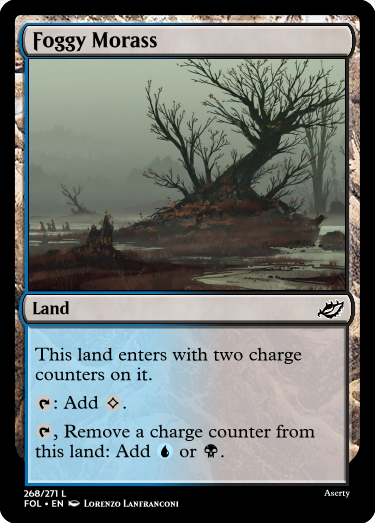 Foggy Morass
Land
This land enters with two charge
counters on it.
: Add .
, Remove a charge counter from
this land: Add or .
268/271 L
FOL • EN Lorenzo Lanfranconi
Aserty